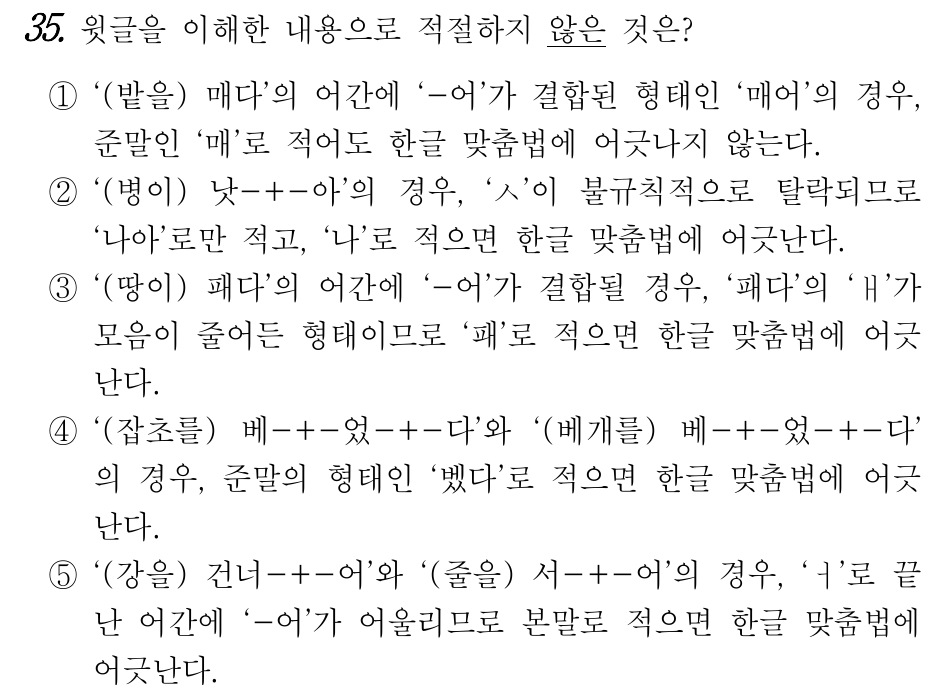 35. 윗글을 이해한 내용으로 적절하지 않은 것은?
① ‘(밭을) 매다’의 어간에 ‘-어’가 결합된 형태인 ‘매어’의 경우,
준말인 ‘매’로 적어도 한글 맞춤법에 어긋나지 않는다.
② ‘(병이) 낫-+-아’의 경우, ‘ㅅ’이 불규칙적으로 탈락되므로
‘나아’로만 적고, ‘나’로 적으면 한글 맞춤법에 어긋난다.
③ ‘(땅이) 패다’의 어간에 ‘-어’가 결합될 경우, ‘패다’의 ‘ㅐ’가
모음이 줄어든 형태이므로 ‘패’로 적으면 한글 맞춤법에 어긋
난다.
④ ‘(잡초를) 베-+-었-+-다’와 ‘(베개를) 베-+-었-+-다’
의 경우, 준말의 형태인 ‘벴다’로 적으면 한글 맞춤법에 어긋
난다.
⑤ ‘(강을) 건너-+-어’와 ‘(줄을) 서-+-어’의 경우, ‘ㅓ’로 끝
난 어간에 ‘-어’가 어울리므로 본말로 적으면 한글 맞춤법에
어긋난다.